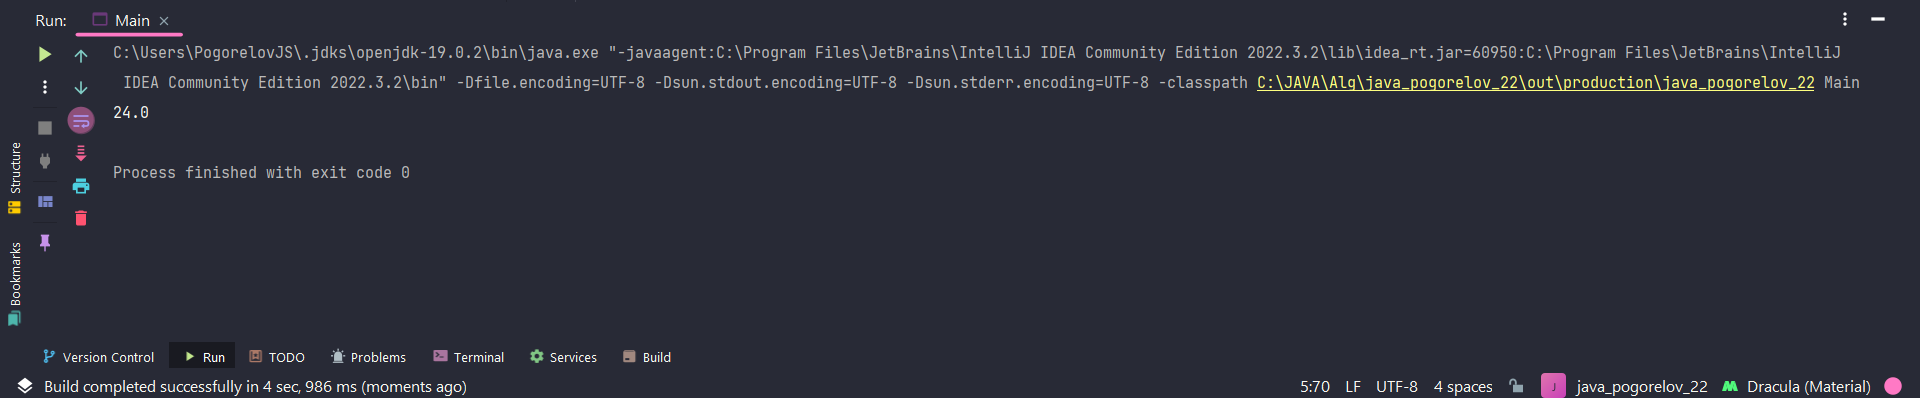 Run: Main
C:\Users\PogorelovJS\.jdks\openjdk-19.0.2\bin\java.exe "-javaagent:C:\Program Files\JetBrains\IntelliJ IDEA Community Edition 2022.3.2\lib\idea_rt.jar=60950:C:\Program Files\JetBrains\IntelliJ
IDEA Community Edition 2022.3.2\bin" -Dfile.encoding=UTF-8 -Dsun.stdout.encoding=UTF-8 -Dsun.stderr.encoding=UTF-8 -classpath C:\JAVA\Alg\java_pogorelov_22\out\production\java_pogorelov_22 Main
24.0
Process finished with exit code 0
Structure
Bookmarks
Version Control Run TODO Problems Terminal Services Build
Build completed successfully in 4 sec, 986 ms (moments ago) 5:70 LF UTF-8 4 spaces J java_pogorelov_22 Dracula (Material)